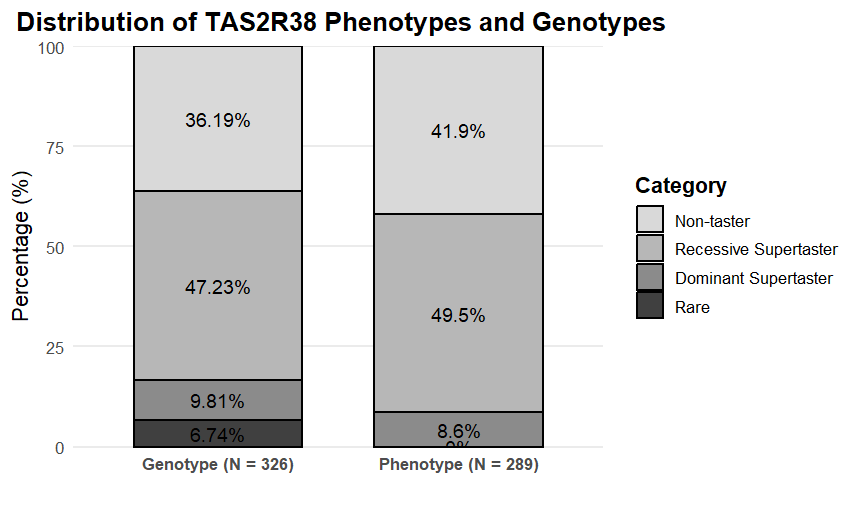 Distribution of TAS2R38 Phenotypes and Genotypes
Percentage (%)
100
75
50
25
0
36.19%
47.23%
9.81%
6.74%
41.9%
49.5%
8.6%
0%
Genotype (N = 326)
Phenotype (N = 289)
Category
Non-taster
Recessive Supertaster
Dominant Supertaster
Rare